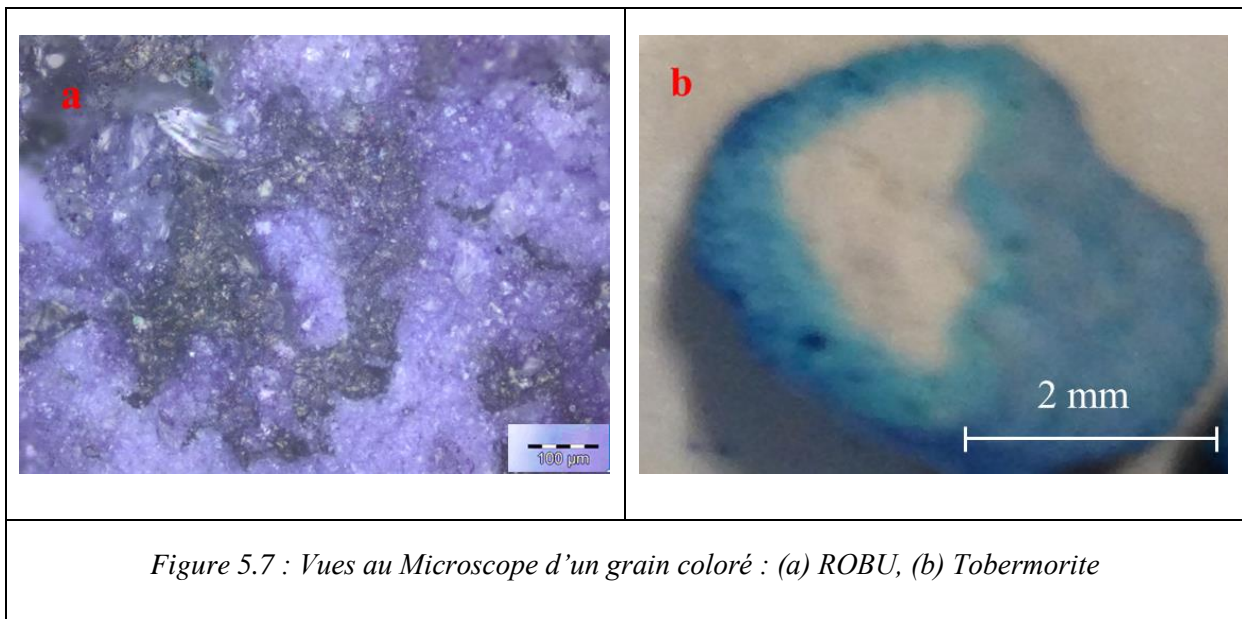 a
100 µm
b
2 mm
Figure 5.7 : Vues au Microscope d’un grain coloré : (a) ROBU, (b) Tobermorite